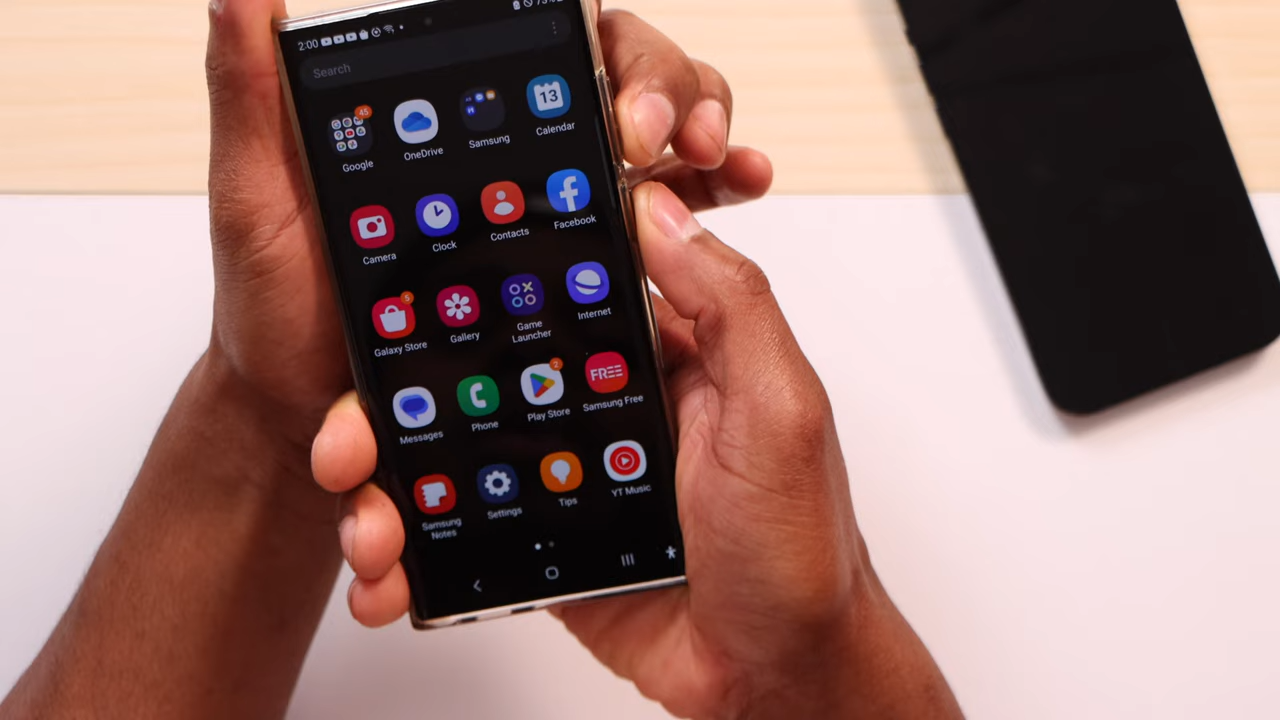 2:00
Search
45
13
Google
OneDrive
Samsung
Calendar
Camera
Clock
Contacts
Facebook
5
Galaxy Store
Gallery
Game
Launcher
Internet
2
FREE
Messages
Phone
Play Store
Samsung Free
Samsung
Notes
Settings
Tips
YT Music